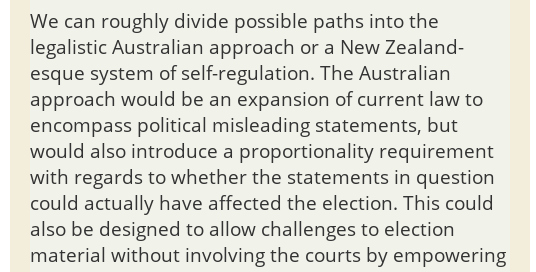 We can roughly divide possible paths into the
legalistic Australian approach or a New Zealand-
esque system of self-regulation. The Australian
approach would be an expansion of current law to
encompass political misleading statements, but
would also introduce a proportionality requirement
with regards to whether the statements in question
could actually have affected the election. This could
also be designed to allow challenges to election
material without involving the courts by empowering